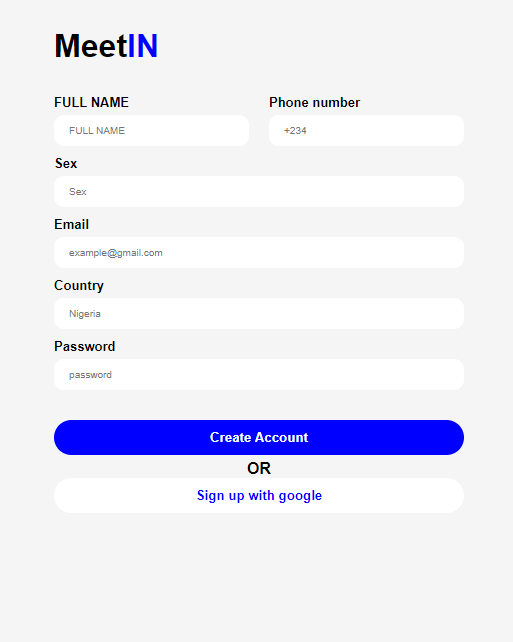 MeetIN
FULL NAME
Phone number
FULL NAME
+234
Sex
Sex
Email
example@gmail.com
Country
Nigeria
Password
password
Create Account
OR
Sign up with google